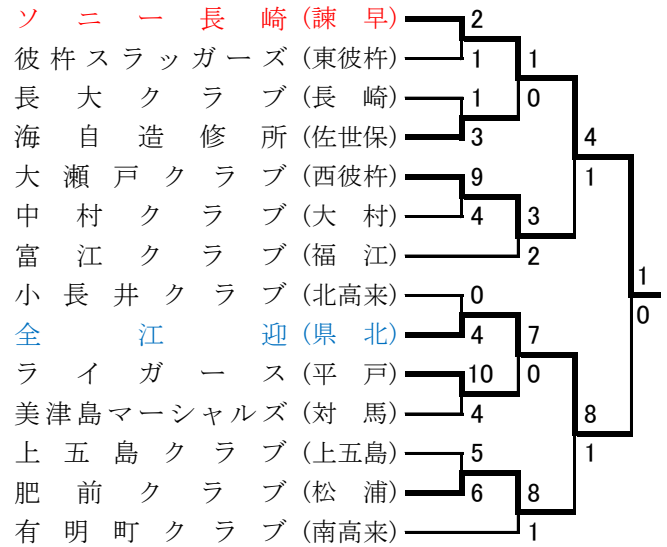 ソニー長崎(諫早)
2
彼杵スラッガーズ(東彼杵)
1
1
0
長大クラブ(長崎)
1
海自造修所(佐世保)
3
4
1
大瀬戸クラブ(西彼杵)
9
中村クラブ(大村)
4
3
2
富江クラブ(福江)
1
0
小長井クラブ(北高来)
0
全江迎(県北)
4
7
0
ライガース(平戸)
10
美津島マーシャルズ(対馬)
4
8
1
上五島クラブ(上五島)
5
肥前クラブ(松浦)
6
8
1
有明町クラブ(南高来)